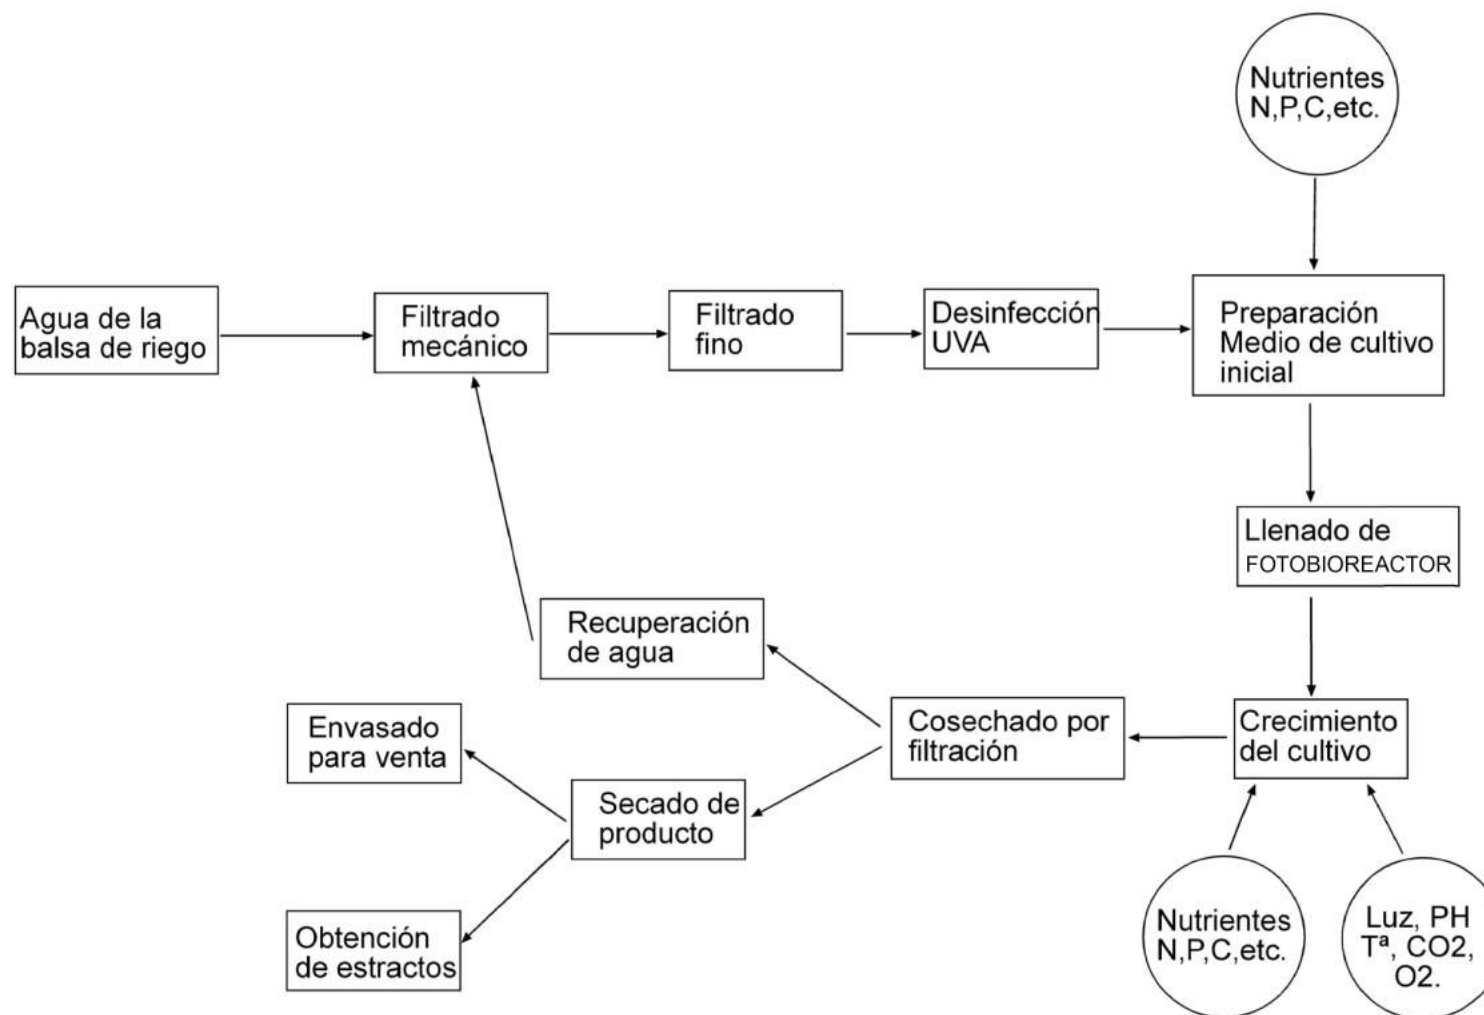 Nutrientes
N,P,C,etc.
Agua de la
balsa de riego
Filtrado
mecánico
Filtrado
fino
Desinfección
UVA
Preparación
Medio de cultivo
inicial
Llenado de
FOTOBIOREACTOR
Recuperación
de agua
Envasado
para venta
Cosechado por
filtración
Crecimiento
del cultivo
Secado de
producto
Obtención
de estractos
Nutrientes
N,P,C,etc.
Luz, PH
Tª, CO2,
O2.